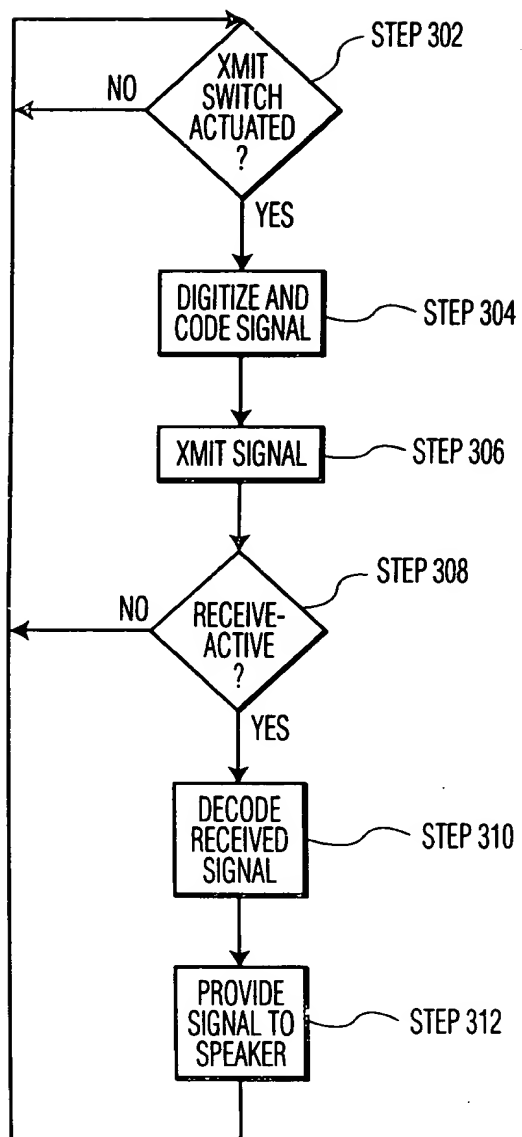 STEP 302
XMIT
SWITCH
ACTUATED
?
NO
YES
DIGITIZE AND
CODE SIGNAL
STEP 304
XMIT SIGNAL
STEP 306
STEP 308
NO
RECEIVE-
ACTIVE
?
YES
DECODE
RECEIVED
SIGNAL
STEP 310
PROVIDE
SIGNAL TO
SPEAKER
STEP 312